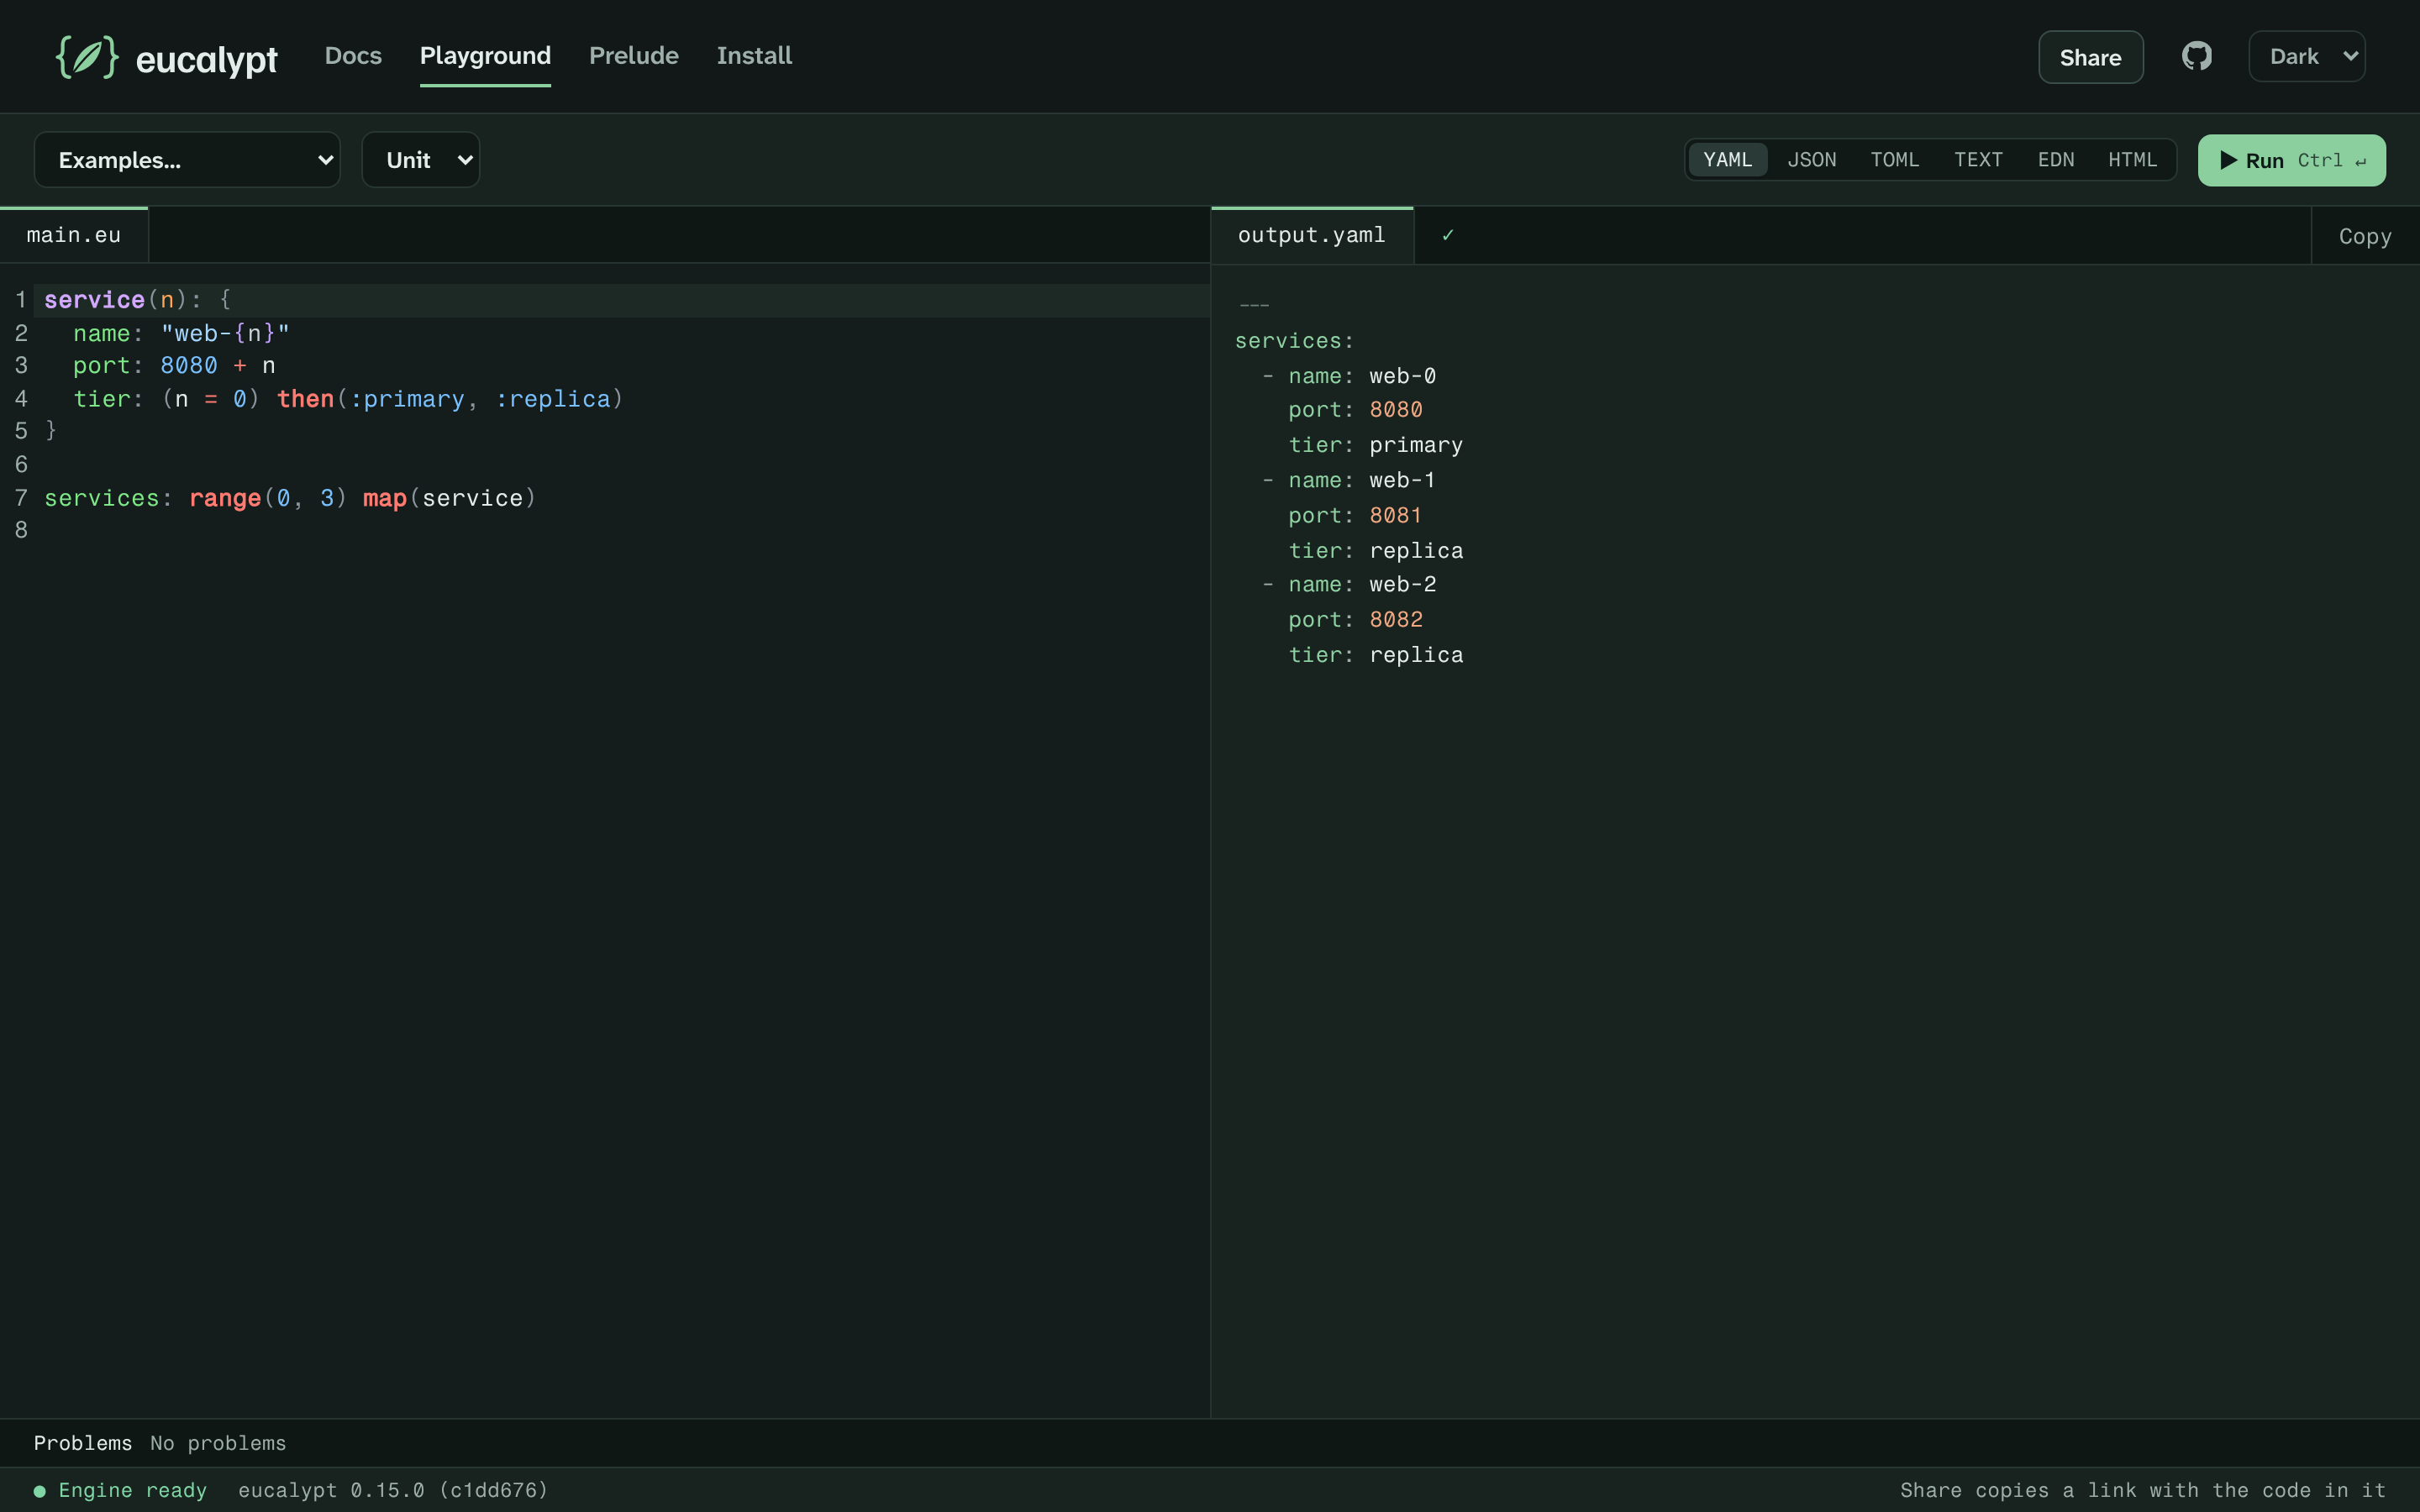 eucalypt Docs Playground Prelude Install Share Dark
Examples... Unit YAML JSON TOML TEXT EDN HTML Run Ctrl ↵
main.eu
1 service(n): {
2   name: "web-{n}"
3   port: 8080 + n
4   tier: (n = 0) then(:primary, :replica)
5 }
6
7 services: range(0, 3) map(service)
8
output.yaml ✓ Copy
---
services:
  - name: web-0
    port: 8080
    tier: primary
  - name: web-1
    port: 8081
    tier: replica
  - name: web-2
    port: 8082
    tier: replica
Problems No problems
Engine ready eucalypt 0.15.0 (c1dd676) Share copies a link with the code in it